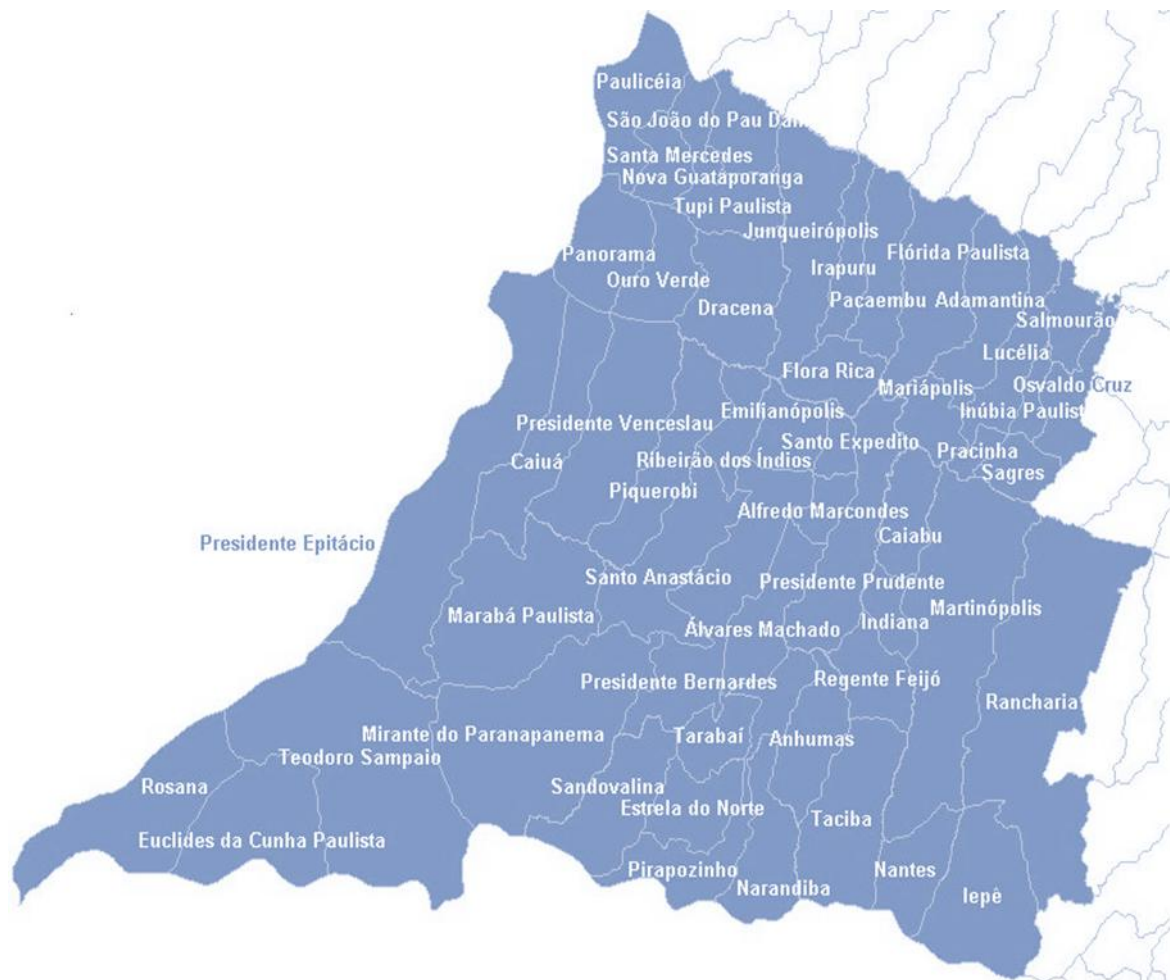 Paulicéia
São João do Pau D
Santa Mercedes
Nova Guataporanga
Tupi Paulista
Junqueirópolis
Flórida Paulista
Panorama
Irapuru
Ouro Verde
Pacaembu Adamantina
Dracena
Salmourão
Lucélia
Flora Rica
Mariápolis
Osvaldo Cruz
Emilianópolis
Inúbia Paulist
Presidente Venceslau
Santo Expedito
Pracinha
Caiuá
Ribeirão dos Índios
Sagres
Piquerobi
Alfredo Marcondes
Caiabu
Presidente Epitácio
Santo Anastácio
Presidente Prudente
Martinópolis
Marabá Paulista
Indiana
Álvares Machado
Presidente Bernardes
Regente Feijó
Rancharia
Mirante do Paranapanema
Tarabaí
Anhumas
Teodoro Sampaio
Rosana
Sandovalina
Estrela do Norte
Taciba
Euclides da Cunha Paulista
Pirapozinho
Nantes
Narandiba
Iepê